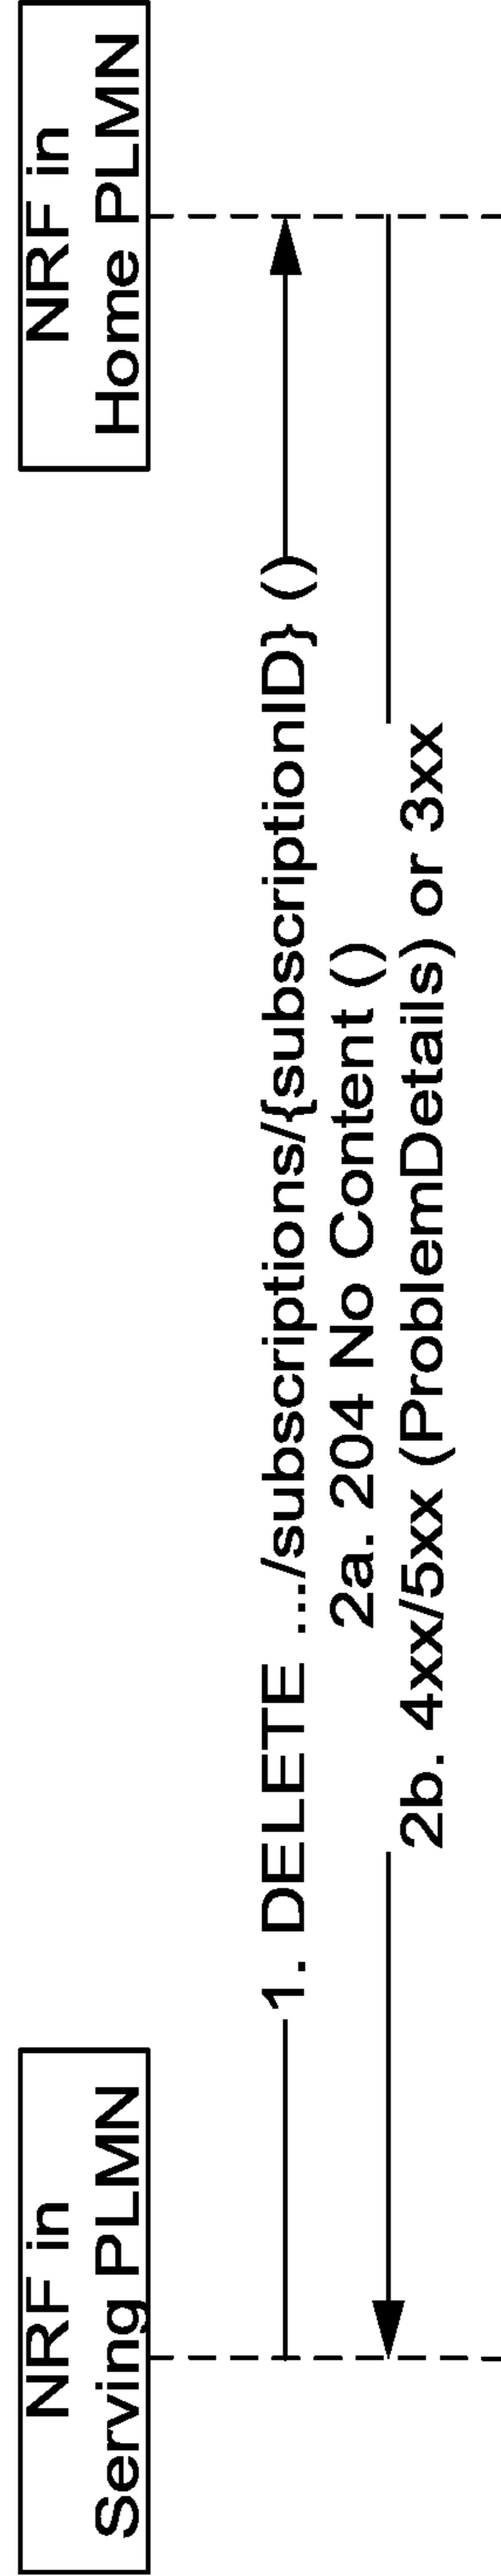 NRF in
Serving PLMN
NRF in
Home PLMN
1. DELETE .../subscriptions/{subscriptionID} ()
2a. 204 No Content ()
2b. 4xx/5xx (ProblemDetails) or 3xx